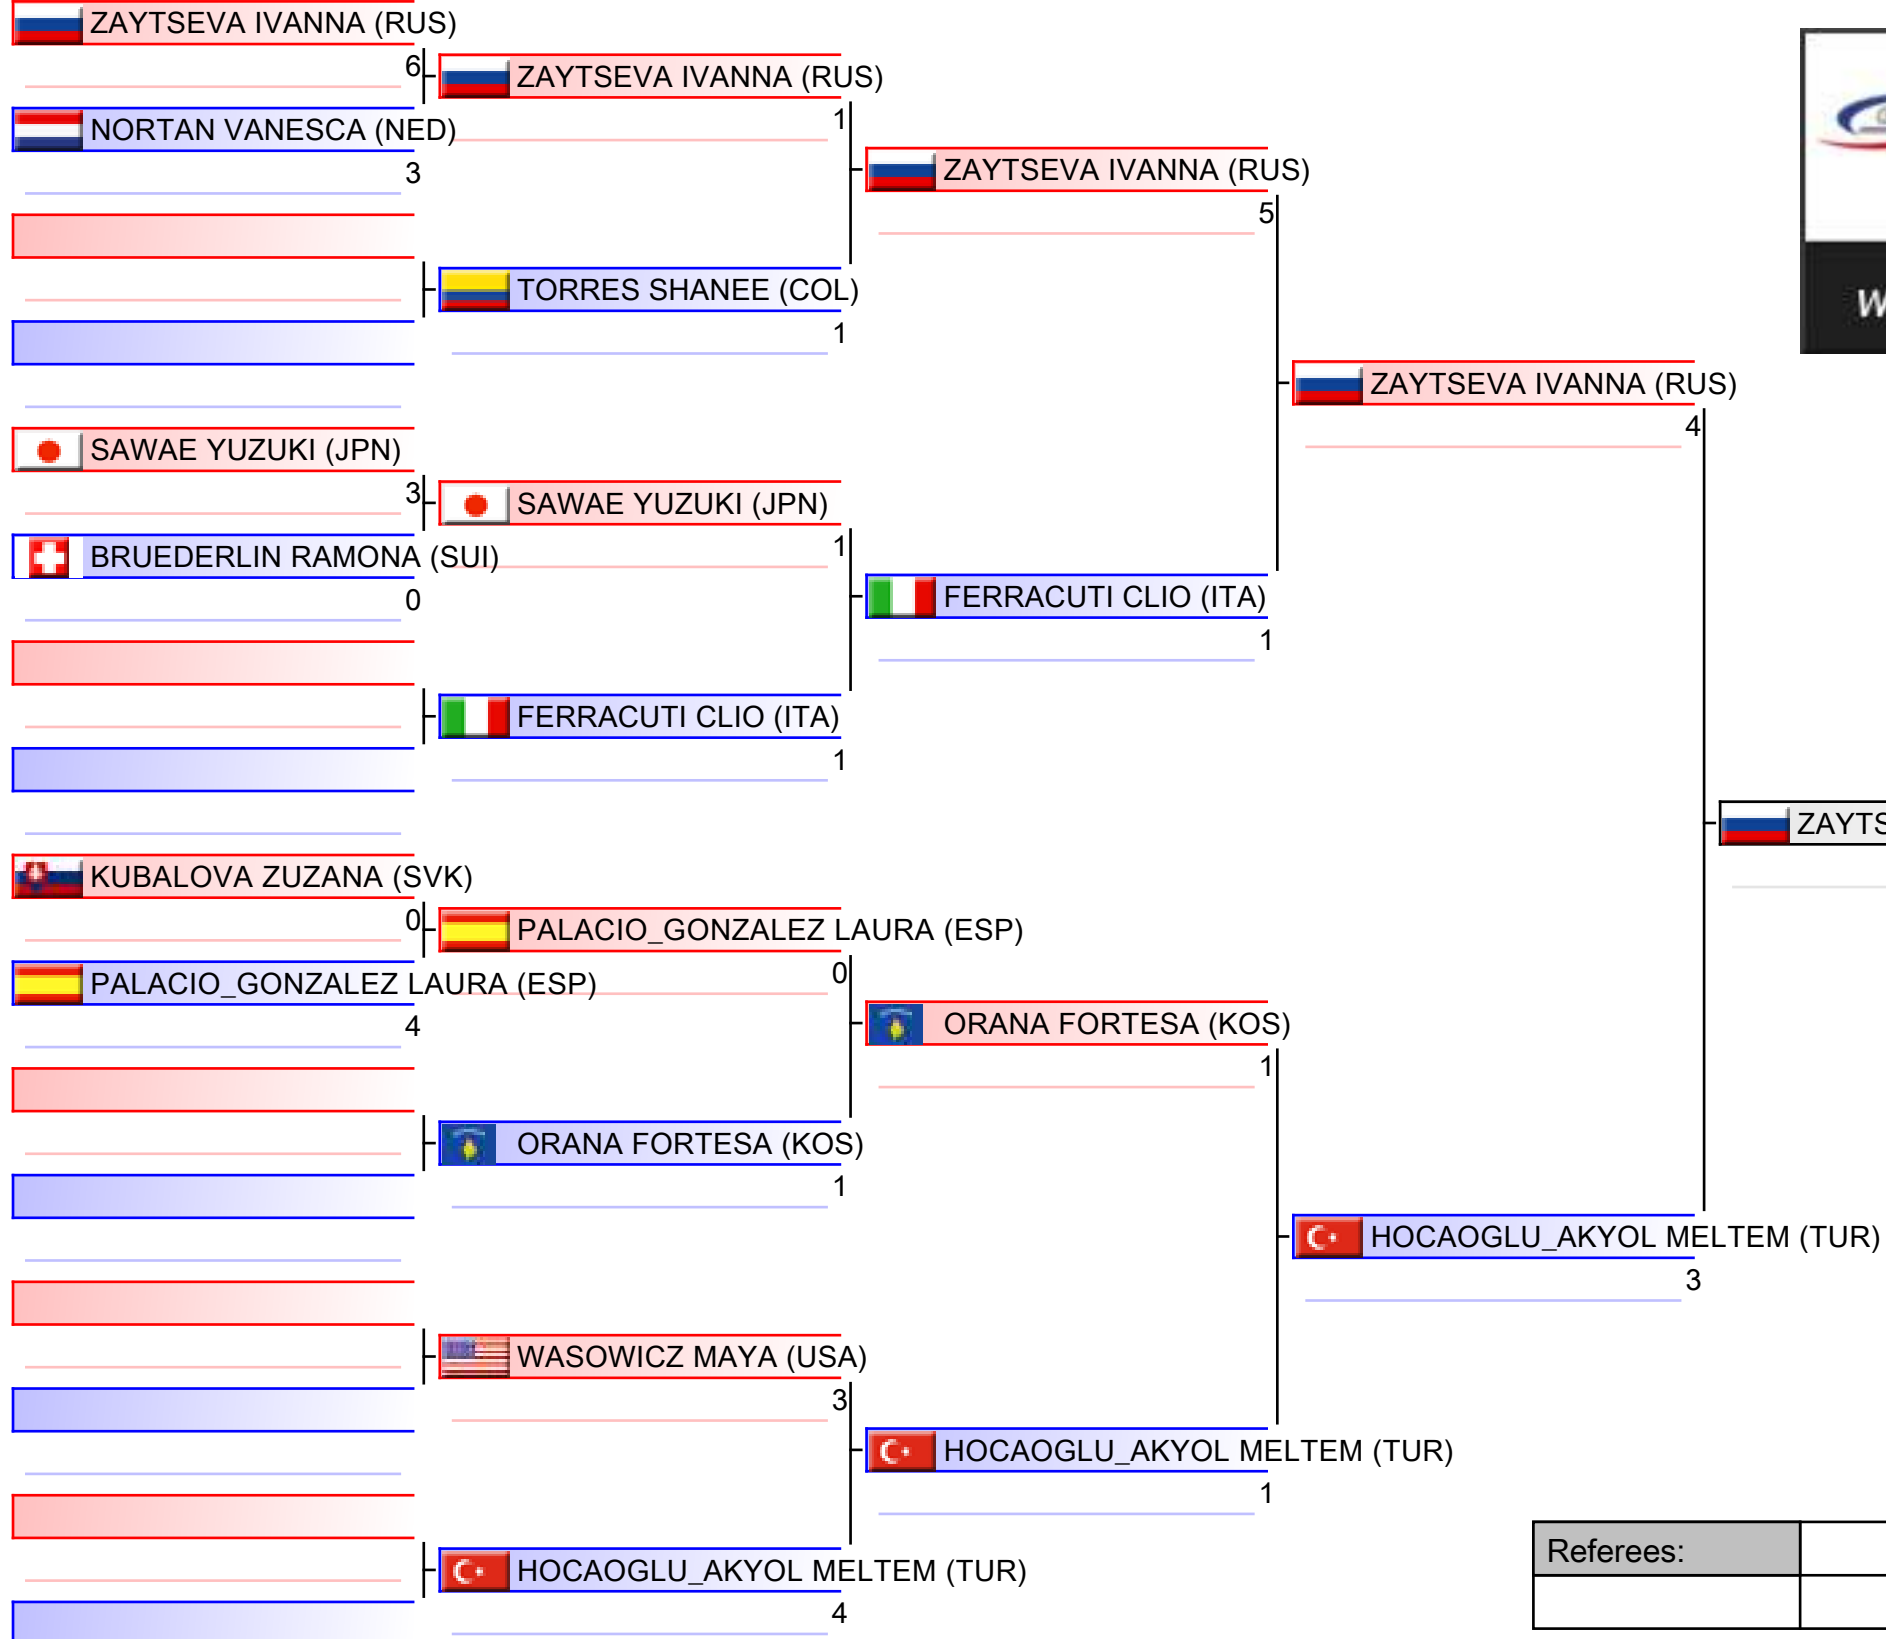 ZAYTSEVA IVANNA (RUS)
6
ZAYTSEVA IVANNA (RUS)
1
NORTAN VANESCA (NED)
3
ZAYTSEVA IVANNA (RUS)
5
TORRES SHANEE (COL)
1
W
ZAYTSEVA IVANNA (RUS)
4
SAWAE YUZUKI (JPN)
3
SAWAE YUZUKI (JPN)
1
BRUEDERLIN RAMONA (SUI)
0
FERRACUTI CLIO (ITA)
1
FERRACUTI CLIO (ITA)
1
ZAYTS
KUBALOVA ZUZANA (SVK)
0
PALACIO_GONZALEZ LAURA (ESP)
0
PALACIO_GONZALEZ LAURA (ESP)
4
ORANA FORTESA (KOS)
1
ORANA FORTESA (KOS)
1
HOCAOGLU_AKYOL MELTEM (TUR)
3
WASOWICZ MAYA (USA)
3
HOCAOGLU_AKYOL MELTEM (TUR)
1
HOCAOGLU_AKYOL MELTEM (TUR)
4
Referees: